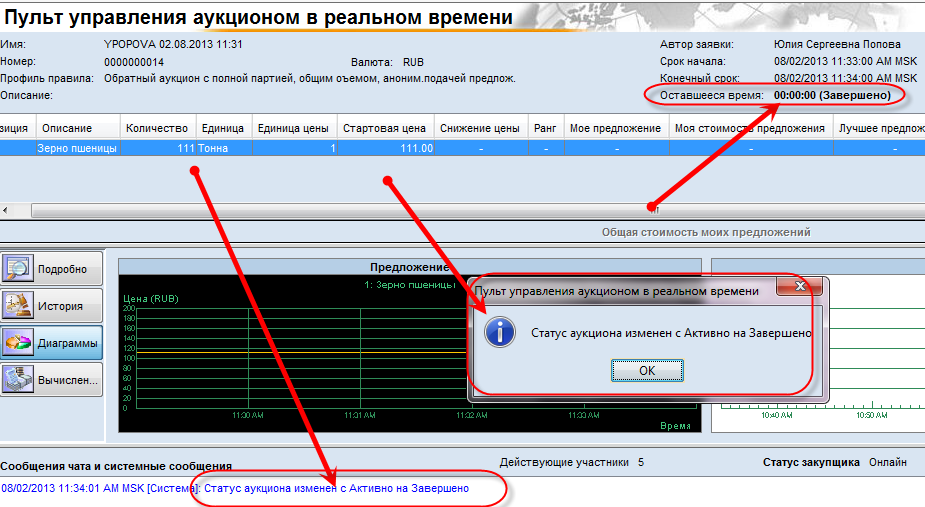 Пульт управления аукционом в реальном времени
Имя: YPOPOVA 02.08.2013 11:31 Автор заявки: Юлия Сергеевна Попова
Номер: 0000000014 Валюта: RUB Срок начала: 08/02/2013 11:33:00 AM MSK
Профиль правила: Обратный аукцион с полной партией, общим оъемом, аноним.подачей предлож. Конечный срок: 08/02/2013 11:34:00 AM MSK
Описание: Оставшееся время: 00:00:00 (Завершено)
зиция Описание Количество Единица Единица цены Стартовая цена Снижение цены Ранг Мое предложение Моя стоимость предложения Лучшее предлож
Зерно пшеницы 111 Тонна 1 111.00 - - - - -
Общая стоимость моих предложений
Подробно
История
Диаграммы
Вычислен...
Предложение
1: Зерно пшеницы
Цена (RUB)
200
180
160
140
120
100
80
60
40
20
0
11:30 AM 11:31 AM 11:32 AM 11:33 AM
Время
10:40 AM 10:50 AM
Пульт управления аукционом в реальном времени
Статус аукциона изменен с Активно на Завершено
OK
Сообщения чата и системные сообщения Действующие участники 5 Статус закупщика Онлайн
08/02/2013 11:34:01 AM MSK [Система]: Статус аукциона изменен с Активно на Завершено